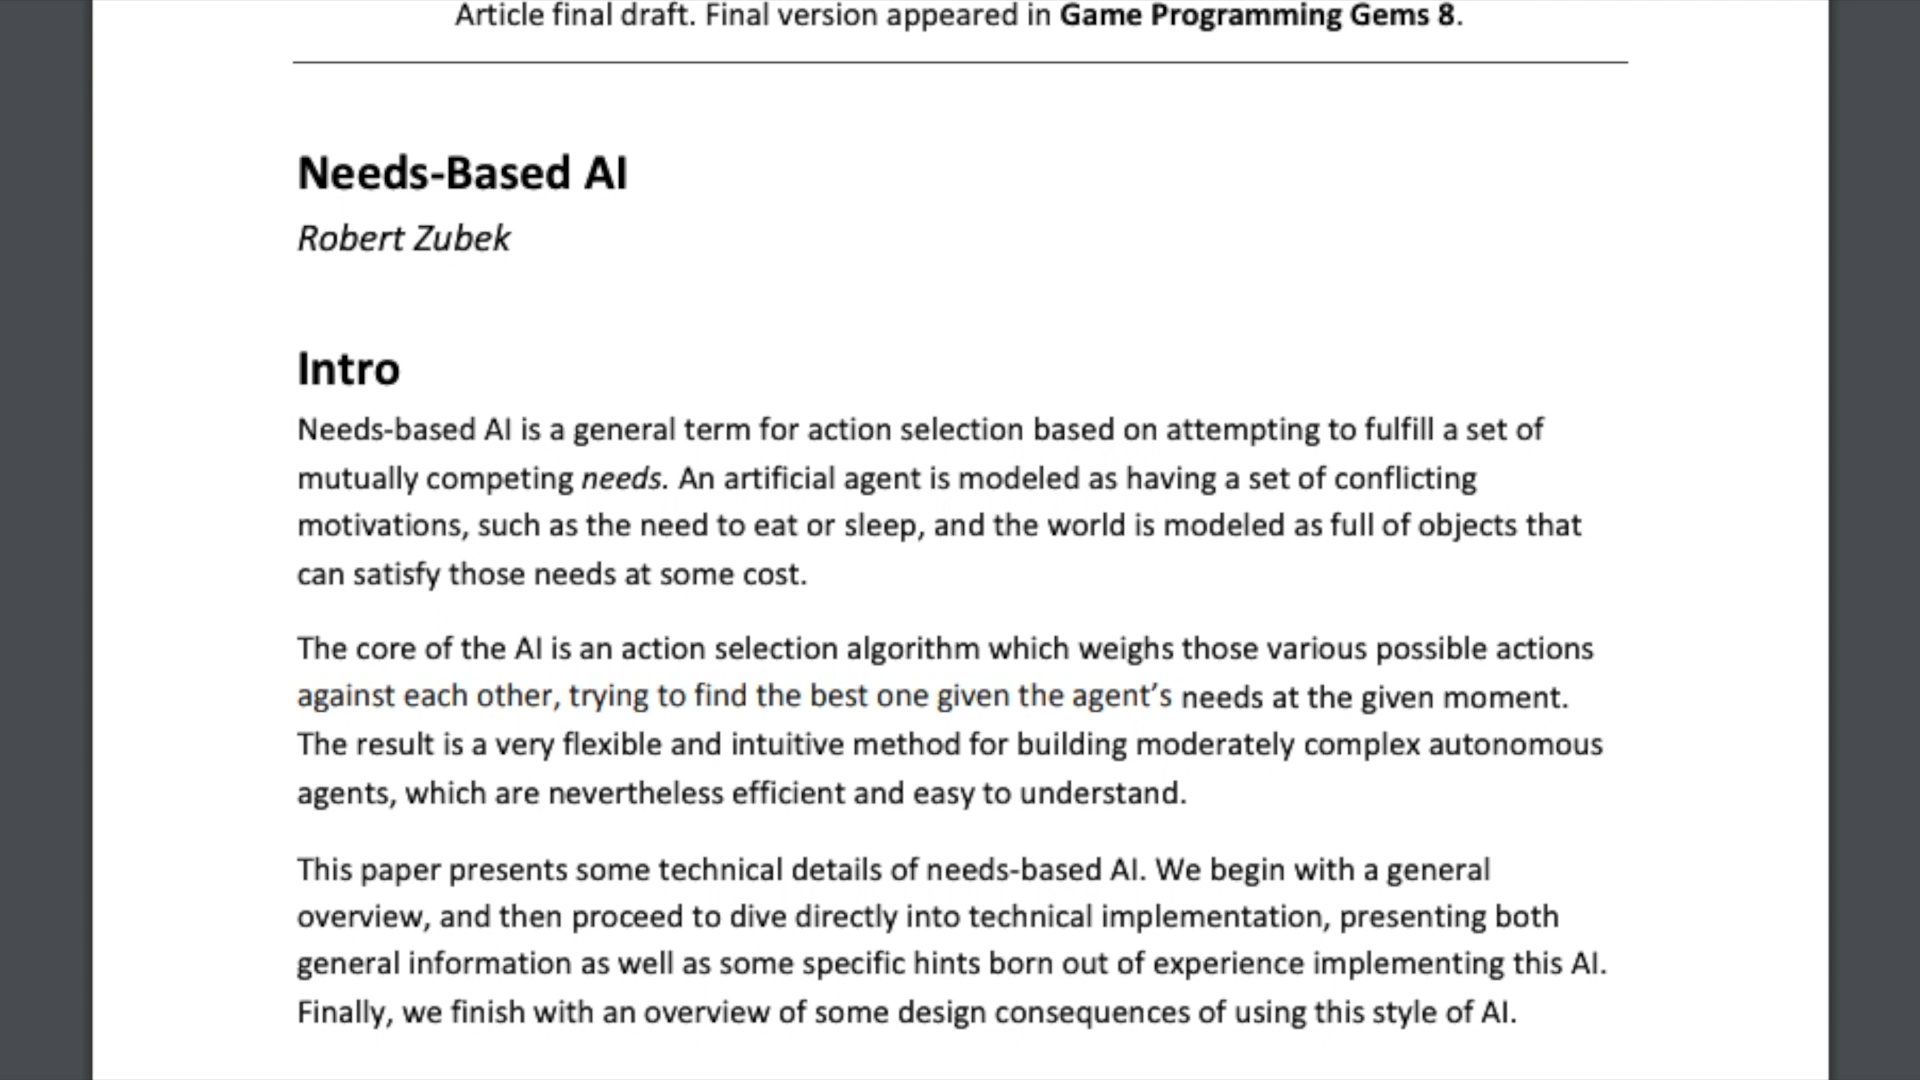 Article final draft. Final version appeared in Game Programming Gems 8.
Needs-Based AI
Robert Zubek
Intro
Needs-based AI is a general term for action selection based on attempting to fulfill a set of
mutually competing needs. An artificial agent is modeled as having a set of conflicting
motivations, such as the need to eat or sleep, and the world is modeled as full of objects that
can satisfy those needs at some cost.
The core of the AI is an action selection algorithm which weighs those various possible actions
against each other, trying to find the best one given the agent’s needs at the given moment.
The result is a very flexible and intuitive method for building moderately complex autonomous
agents, which are nevertheless efficient and easy to understand.
This paper presents some technical details of needs-based AI. We begin with a general
overview, and then proceed to dive directly into technical implementation, presenting both
general information as well as some specific hints born out of experience implementing this AI.
Finally, we finish with an overview of some design consequences of using this style of AI.